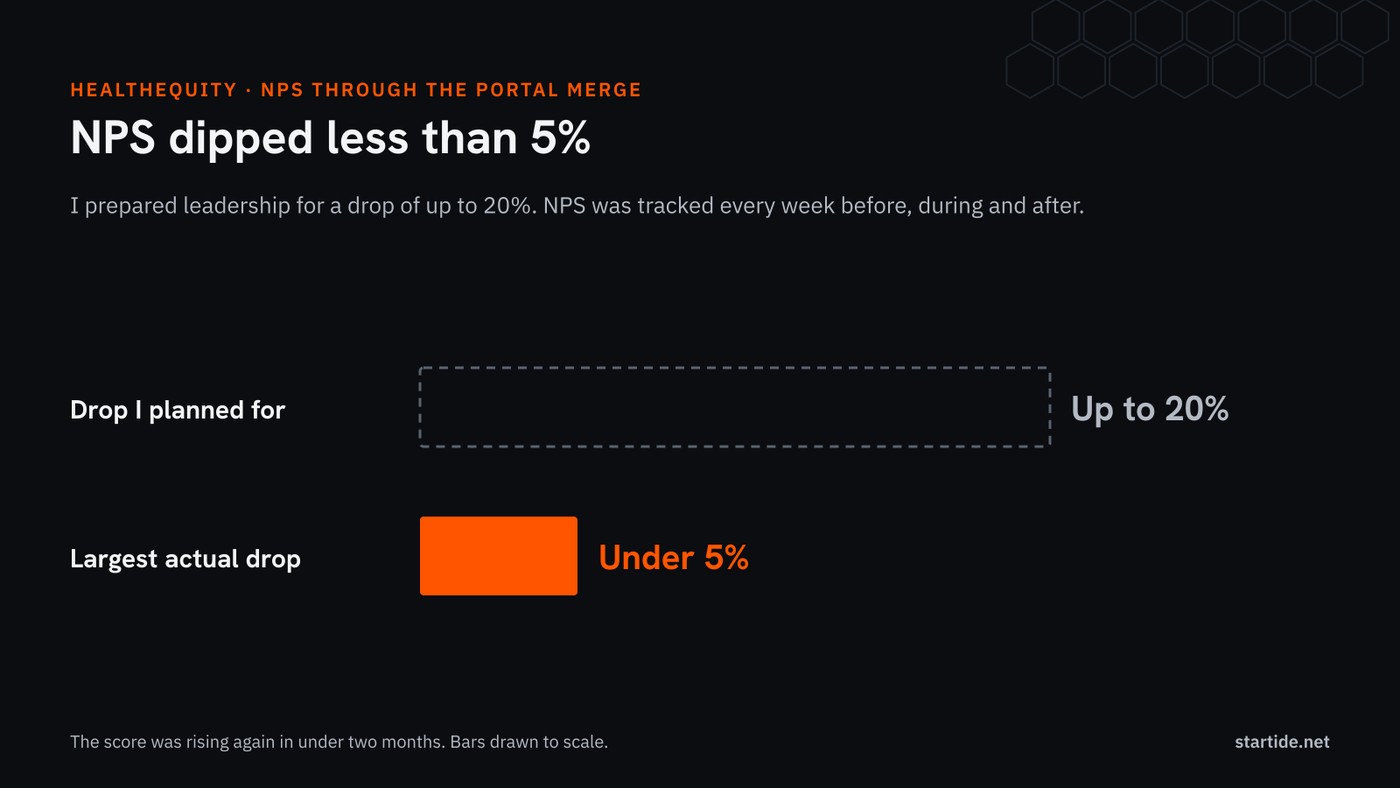 HEALTHEQUITY · NPS THROUGH THE PORTAL MERGE
NPS dipped less than 5%
I prepared leadership for a drop of up to 20%. NPS was tracked every week before, during and after.
Drop I planned for
Up to 20%
Largest actual drop
Under 5%
The score was rising again in under two months. Bars drawn to scale.
startide.net